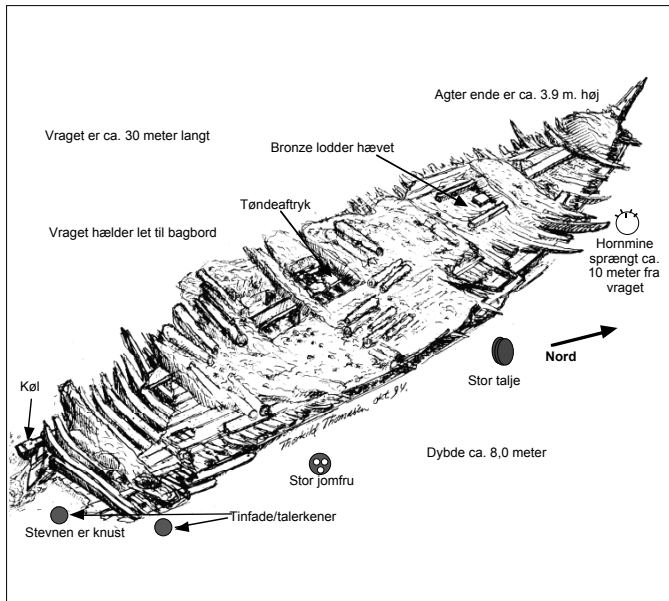 Agter ende er ca. 3.9 m. høj
Vraget er ca. 30 meter langt
Bronze lodder hævet
Tøndeaftryk
Vraget hælder let til bagbord
Hornmine
sprængt ca.
10 meter fra
vraget
Nord
Stor talje
Køl
Thorkild Thomsen
Dybde ca. 8,0 meter
Stor jomfru
Tinfade/talerkener
Stevnen er knust